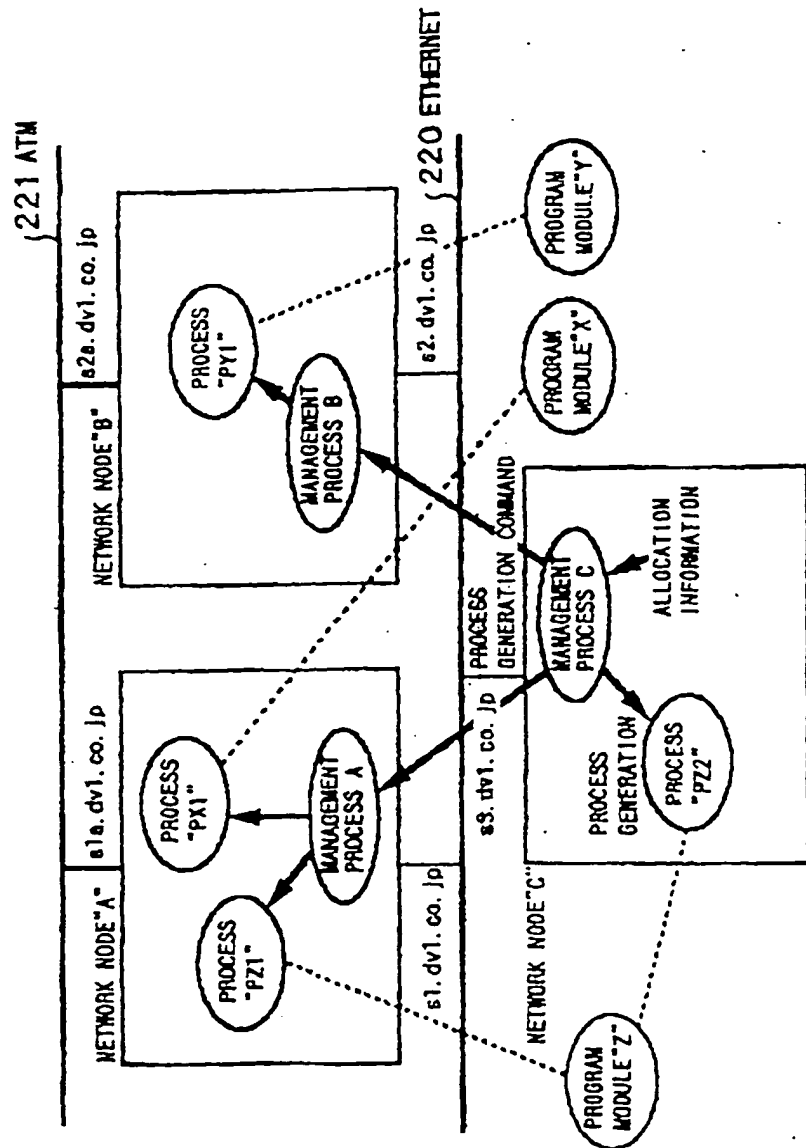 221 ATM
NETWORK NODE"A"
s1a.dv1.co.jp
NETWORK NODE"B"
s2a.dv1.co.jp
PROCESS
"PZ1"
PROCESS
"PX1"
MANAGEMENT
PROCESS A
PROCESS
"PY1"
MANAGEMENT
PROCESS B
s1.dv1.co.jp
s2.dv1.co.jp
220 ETHERNET
NETWORK NODE"C"
s3.dv1.co.jp
PROCESS
GENERATION COMMAND
MANAGEMENT
PROCESS C
PROCESS
GENERATION
PROCESS
"PZ2"
ALLOCATION
INFORMATION
PROGRAM
MODULE"Z"
PROGRAM
MODULE"X"
PROGRAM
MODULE"Y"